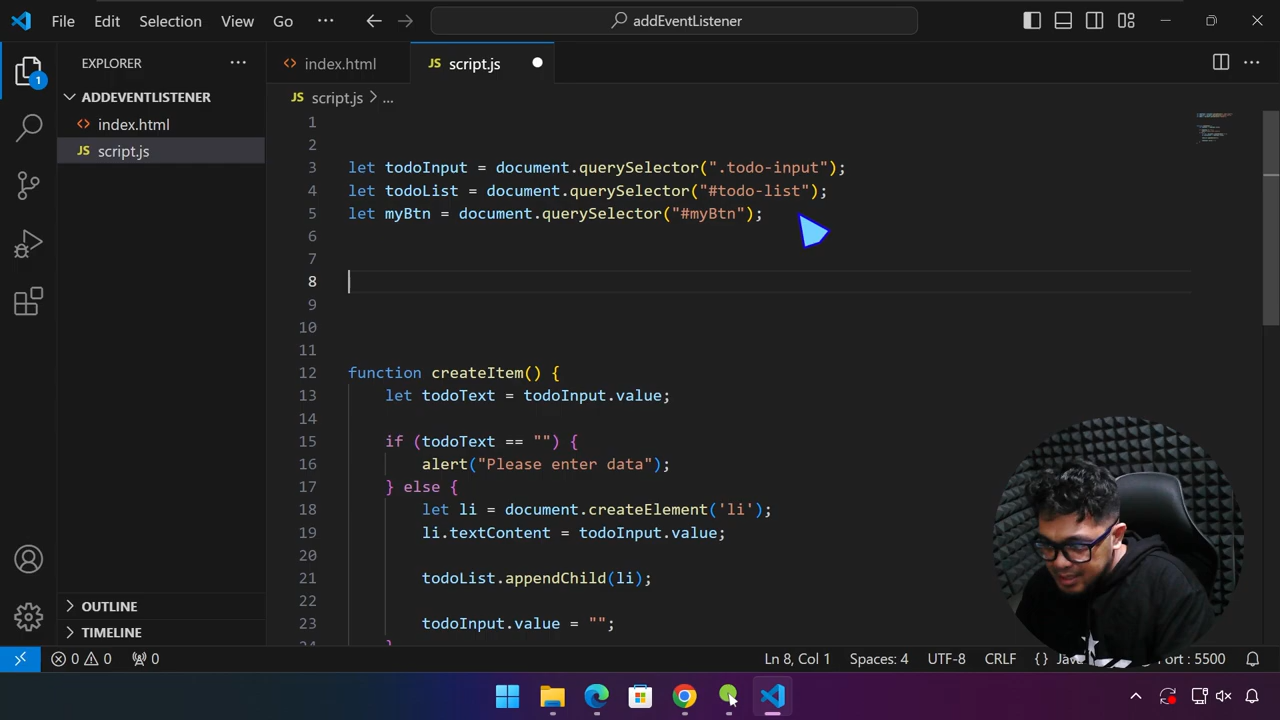 File Edit Selection View Go ··· addEventListener
EXPLORER ···
ADDEVENTLISTENER
index.html
JS script.js
index.html JS script.js
JS script.js > ...
1
2
3 let todoInput = document.querySelector(".todo-input");
4 let todoList = document.querySelector("#todo-list");
5 let myBtn = document.querySelector("#myBtn");
6
7
8
9
10
11
12 function createItem() {
13 let todoText = todoInput.value;
14
15 if (todoText == "") {
16 alert("Please enter data");
17 } else {
18 let li = document.createElement('li');
19 li.textContent = todoInput.value;
20
21 todoList.appendChild(li);
22
23 todoInput.value = "";
}
1
OUTLINE
TIMELINE
0 0 0 Ln 8, Col 1 Spaces: 4 UTF-8 CRLF {} : 5500